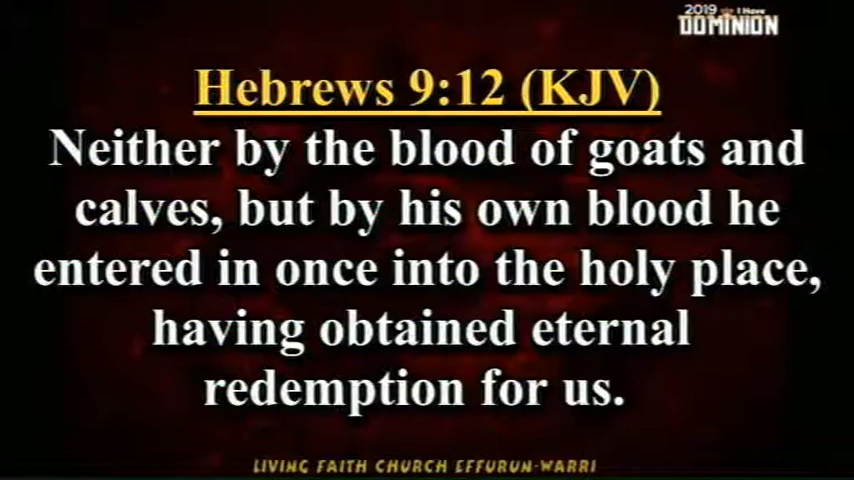 2019 I Have
DOMINION
Hebrews 9:12 (KJV)
Neither by the blood of goats and
calves, but by his own blood he
entered in once into the holy place,
having obtained eternal
redemption for us.
LIVING FAITH CHURCH EFFURUN-WARRI